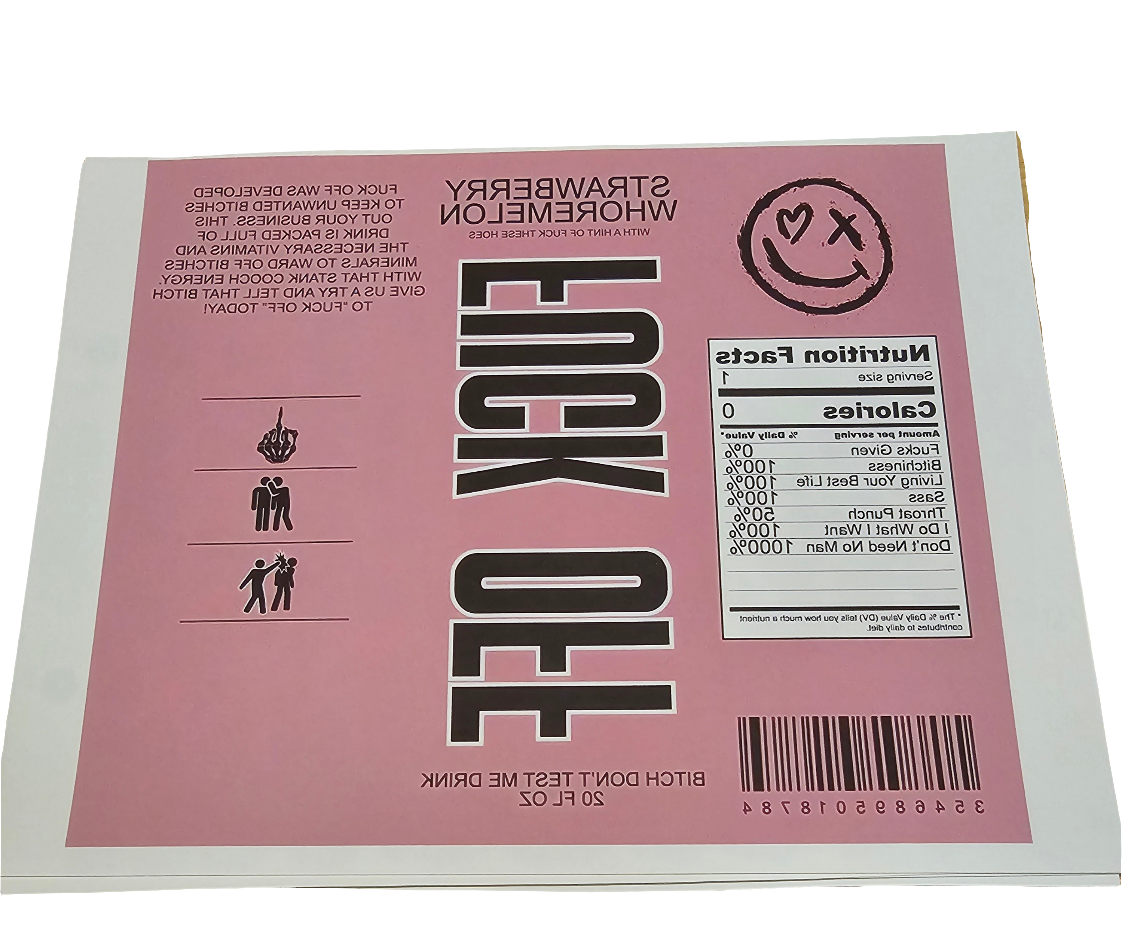 Nutrition Facts
Serving size 1
Calories 0
Amount per serving % Daily Value*
Fucks Given 0%
Bitchiness 100%
Living Your Best Life 100%
Sass 100%
Throat Punch 50%
I Do What I Want 100%
Don't Need No Man 1000%
* The % Daily Value (DV) tells you how much a nutrient
contributes to daily diet.
3546895018784
STRAWBERRY
WHOREMELON
WITH A HINT OF FUCK THESE HOES
FUCK OFF
BITCH DON'T TEST ME DRINK
20 FL OZ
FUCK OFF WAS DEVELOPED
TO KEEP UNWANTED BITCHES
OUT YOUR BUSINESS. THIS
DRINK IS PACKED FULL OF
THE NECESSARY VITAMINS AND
MINERALS TO WARD OFF BITCHES
WITH THAT STANK COOCH ENERGY.
GIVE US A TRY AND TELL THAT BITCH
TO "FUCK OFF" TODAY!